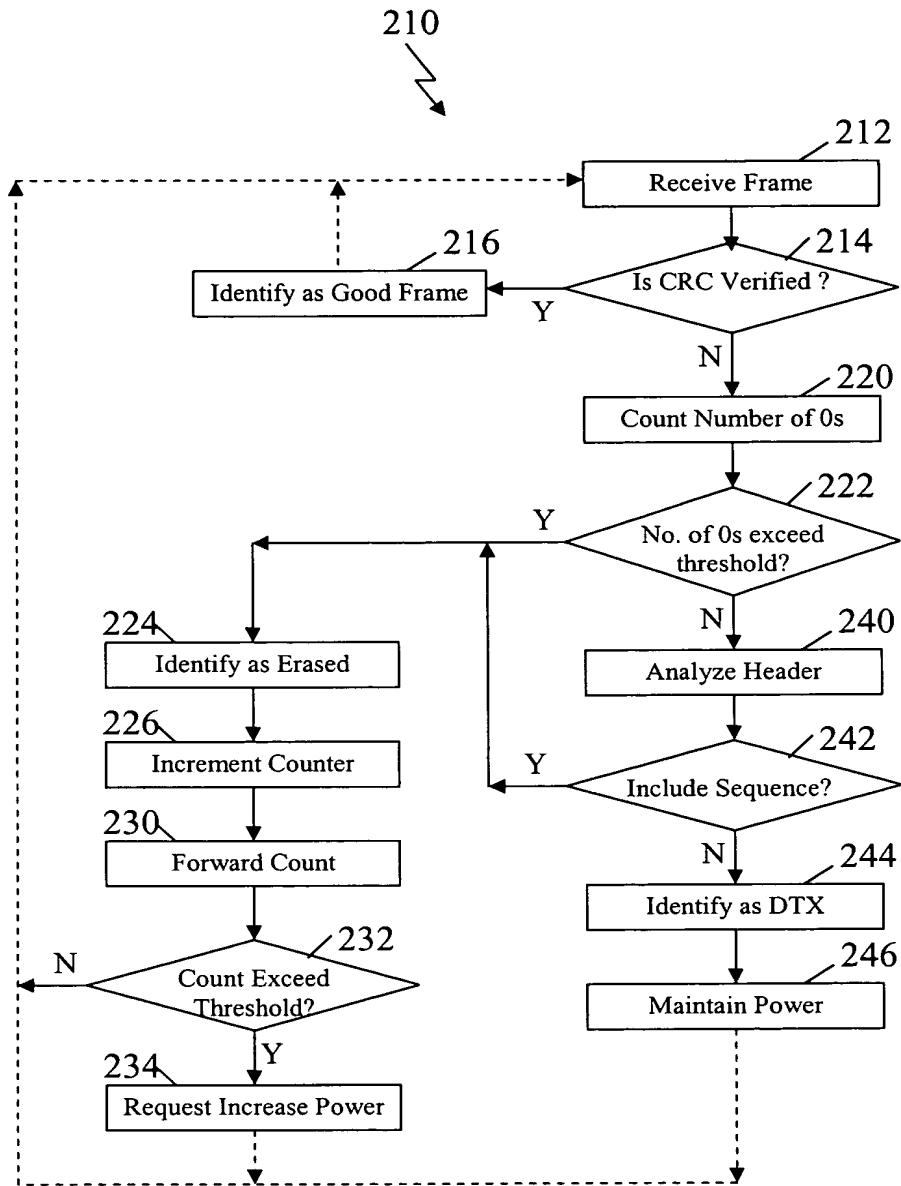 210
212
Receive Frame
214
Is CRC Verified ?
216
Identify as Good Frame
Y
N
220
Count Number of 0s
222
Y
No. of 0s exceed
threshold?
N
224
Identify as Erased
240
Analyze Header
226
Increment Counter
242
Y
Include Sequence?
230
Forward Count
N
244
Identify as DTX
232
N
Count Exceed
Threshold?
246
Maintain Power
Y
234
Request Increase Power